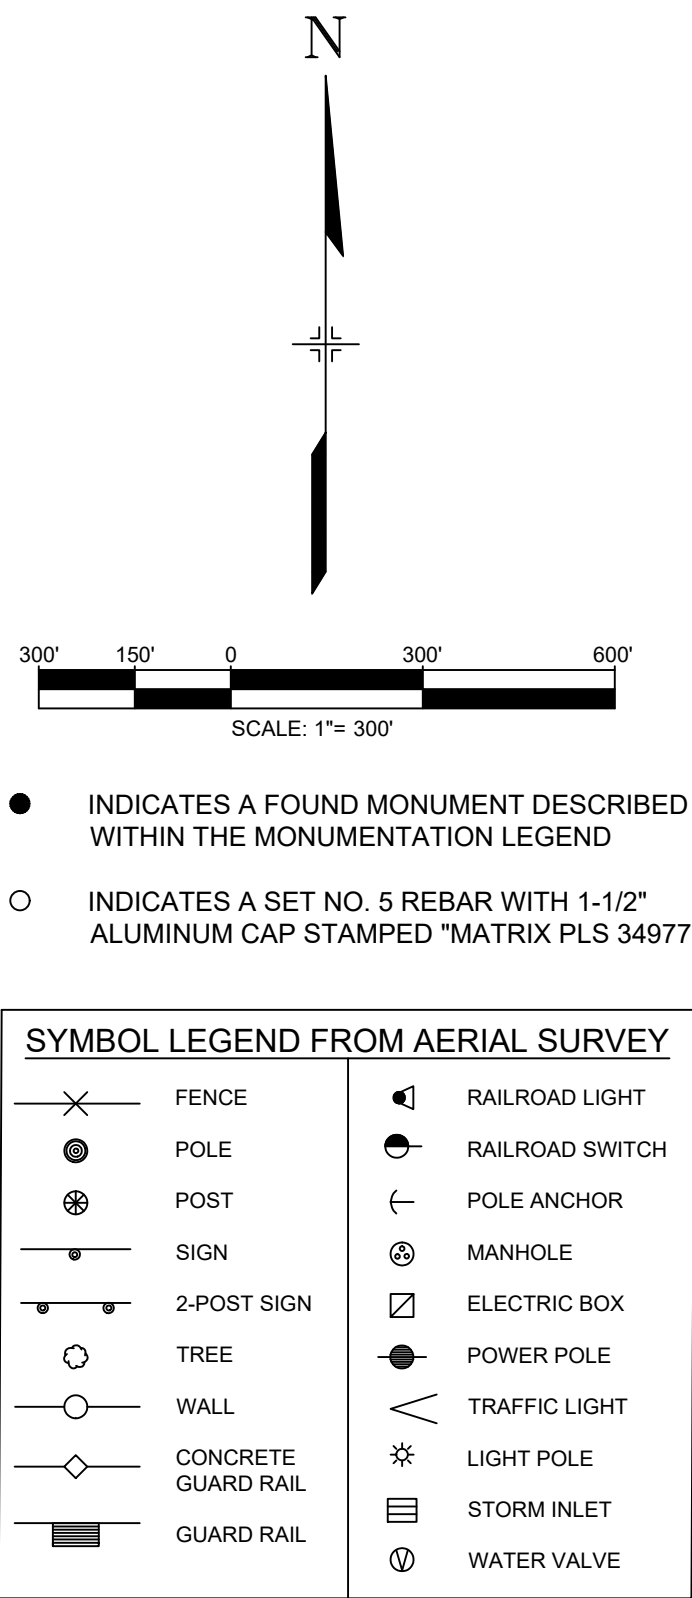 N
300' 150' 0 300' 600'
SCALE: 1"= 300'
INDICATES A FOUND MONUMENT DESCRIBED
WITHIN THE MONUMENTATION LEGEND
INDICATES A SET NO. 5 REBAR WITH 1-1/2"
ALUMINUM CAP STAMPED "MATRIX PLS 34977
SYMBOL LEGEND FROM AERIAL SURVEY
FENCE
POLE
POST
SIGN
2-POST SIGN
TREE
WALL
CONCRETE
GUARD RAIL
GUARD RAIL
RAILROAD LIGHT
RAILROAD SWITCH
POLE ANCHOR
MANHOLE
ELECTRIC BOX
POWER POLE
TRAFFIC LIGHT
LIGHT POLE
STORM INLET
WATER VALVE